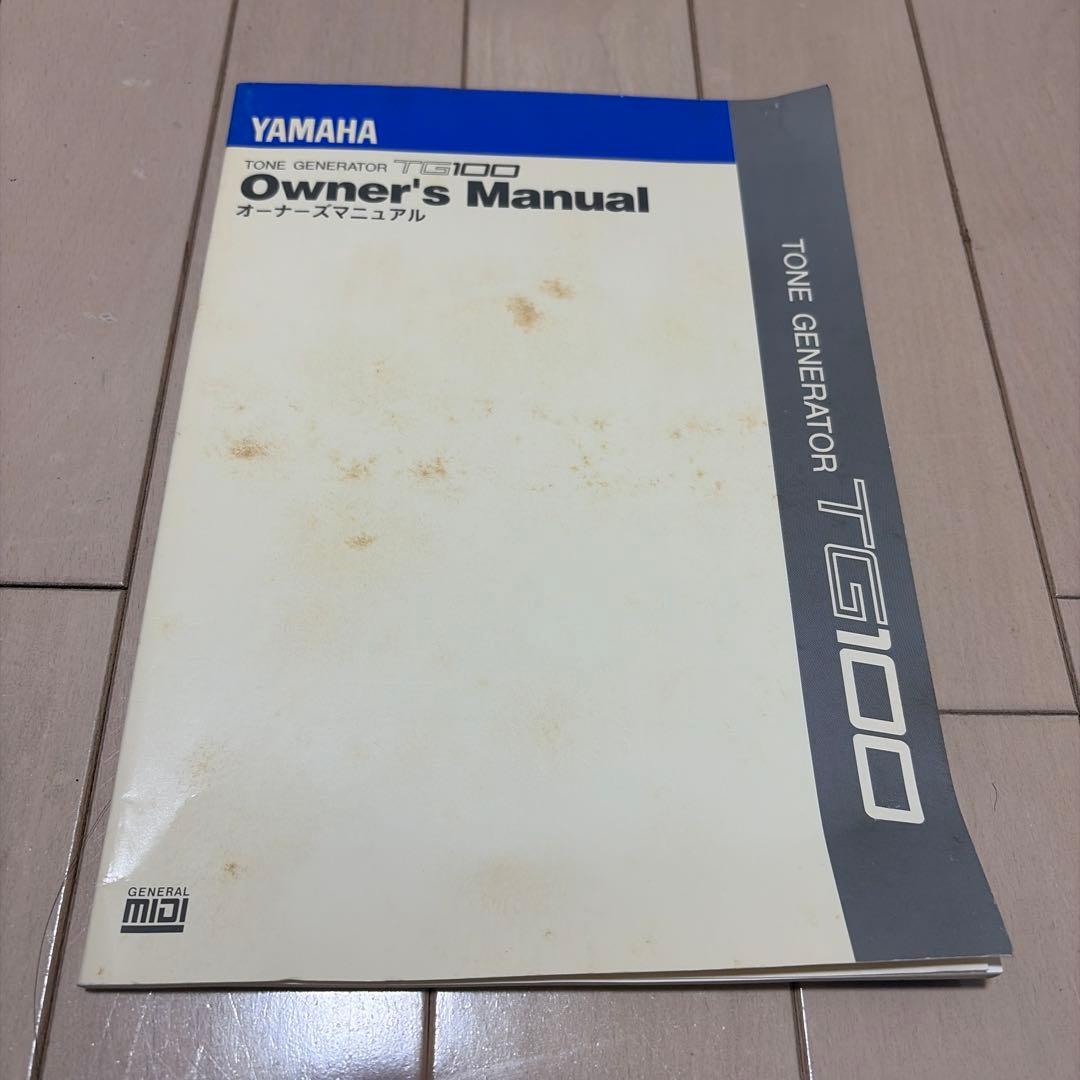 YAMAHA
TONE GENERATOR TG100
Owner's Manual
オーナーズマニュアル
TONE GENERATOR TG100
GENERAL
MIDI